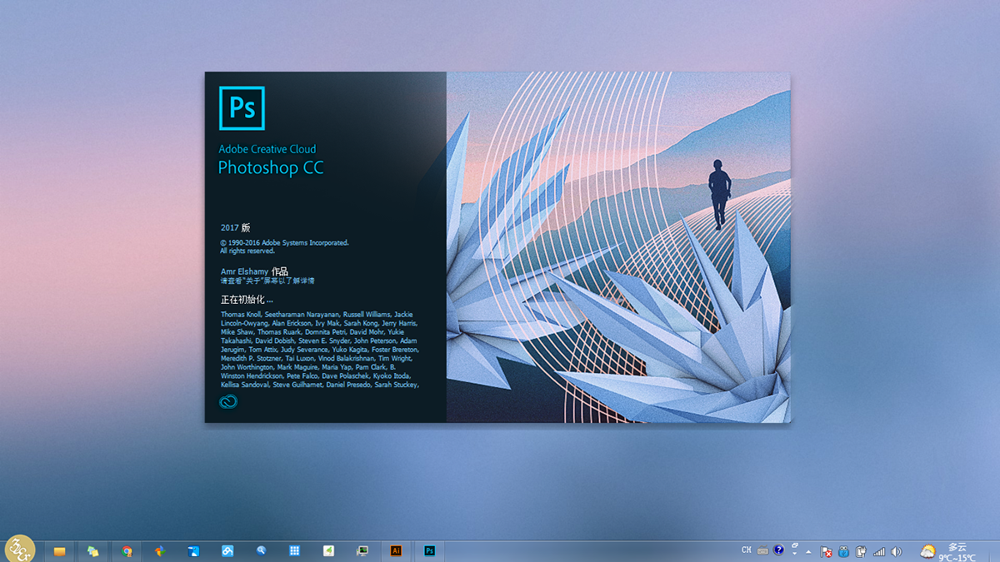 Ps
Adobe Creative Cloud
Photoshop CC
2017 版
© 1990-2016 Adobe Systems Incorporated.
All rights reserved.
Amr Elshamy 作品
请查看“关于”屏幕以了解详情
正在初始化...
Thomas Knoll, Seetharaman Narayanan, Russell Williams, Jackie
Lincoln-Owyang, Alan Erickson, Ivy Mak, Sarah Kong, Jerry Harris,
Mike Shaw, Thomas Ruark, Domnita Petri, David Mohr, Yukie
Takahashi, David Dobish, Steven E. Snyder, John Peterson, Adam
Jerugim, Tom Attix, Judy Severance, Yuko Kagita, Foster Brereton,
Meredith P. Stotzner, Tai Luxon, Vinod Balakrishnan, Tim Wright,
John Worthington, Mark Maguire, Maria Yap, Pam Clark, B.
Winston Hendrickson, Pete Falco, Dave Polaschek, Kyoko Itoda,
Kellisa Sandoval, Steve Guilhamet, Daniel Presedo, Sarah Stuckey,
Ai
Ps
CH
多云
9℃~15℃